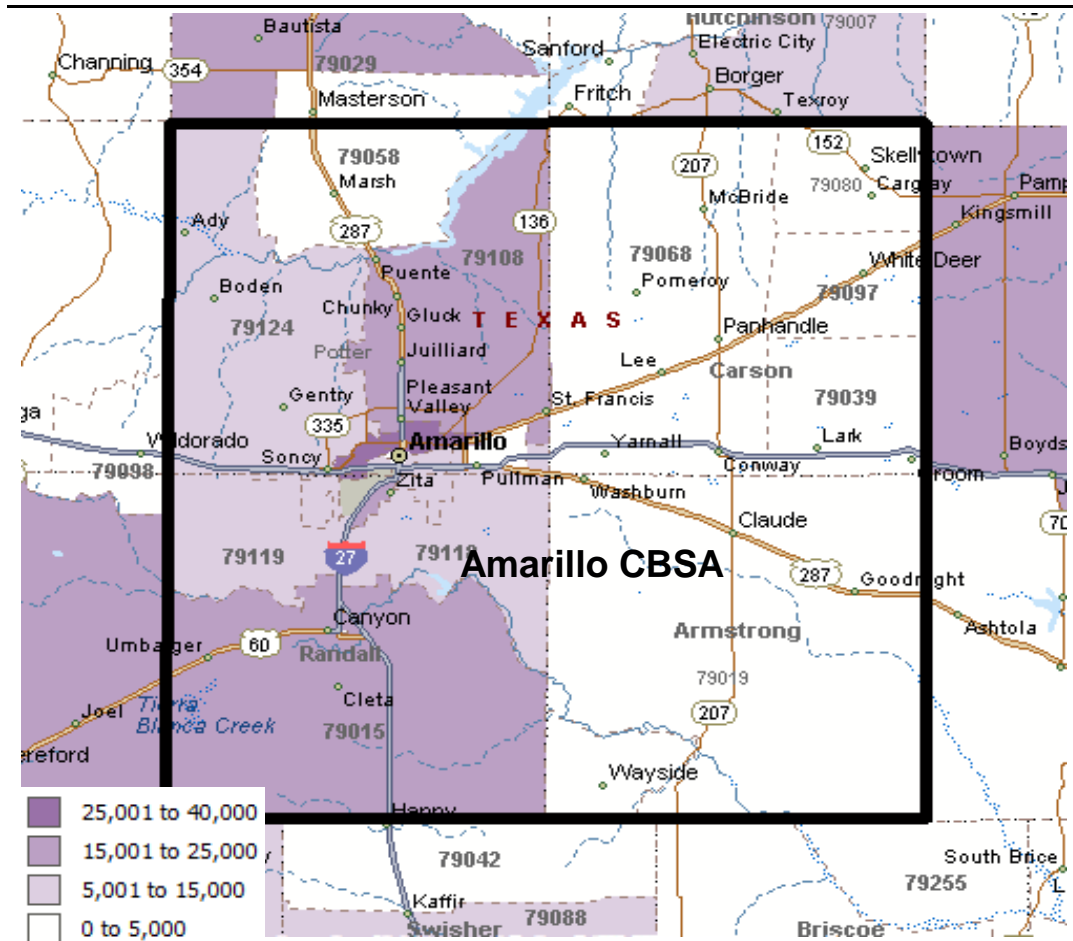 Bautista
Hutchinson
79007
Channing
354
79029
Sanford
Electric City
Borger
Masterson
Fritch
Texroy
79058
Marsh
207
152
Skellytown
79080
Pamp
McBride
Kingsmill
Ady
287
136
79108
79068
Puente
White Deer
Boden
Pomeroy
79097
Chunky
Gluck
TEXAS
79124
Panhandle
Potter
Juilliard
Lee
Carson
Gentry
Pleasant
Valley
St. Francis
79039
335
Amarillo
Yarnall
Lark
Boyds
Wildorado
Soncy
79098
Zita
Pullman
Conway
room
Washburn
Claude
70
79119
27
79118
Amarillo CBSA
287
Goodnight
Canyon
Ashtola
Umbarger
60
Randall
Armstrong
79019
Cleta
Tierra
Blanca Creek
Joel
79015
207
ereford
Wayside
Happy
25,001 to 40,000
15,001 to 25,000
5,001 to 15,000
0 to 5,000
79042
South Brice
79255
Kaffir
79088
Swisher
Briscoe